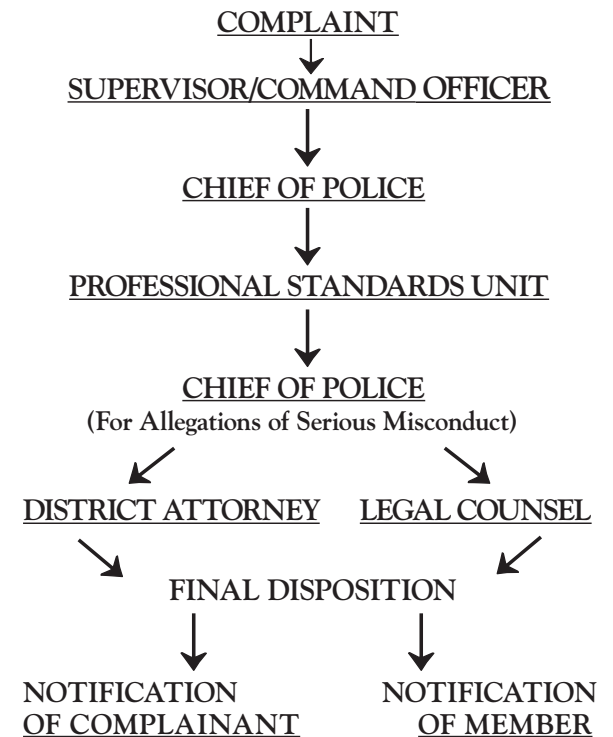 COMPLAINT
SUPERVISOR/COMMAND OFFICER
CHIEF OF POLICE
PROFESSIONAL STANDARDS UNIT
CHIEF OF POLICE
(For Allegations of Serious Misconduct)
DISTRICT ATTORNEY
LEGAL COUNSEL
FINAL DISPOSITION
NOTIFICATION
OF COMPLAINANT
NOTIFICATION
OF MEMBER